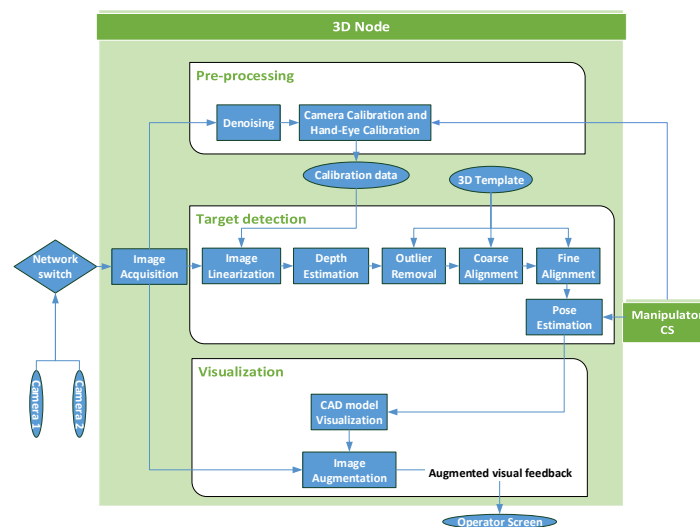 3D Node
Pre-processing
Denoising
Camera Calibration and
Hand-Eye Calibration
Calibration data
3D Template
Target detection
Network
switch
Image
Acquisition
Image
Linearization
Depth
Estimation
Outlier
Removal
Coarse
Alignment
Fine
Alignment
Pose
Estimation
Manipulator
CS
Camera 1
Camera 2
Visualization
CAD model
Visualization
Image
Augmentation
Augmented visual feedback
Operator Screen